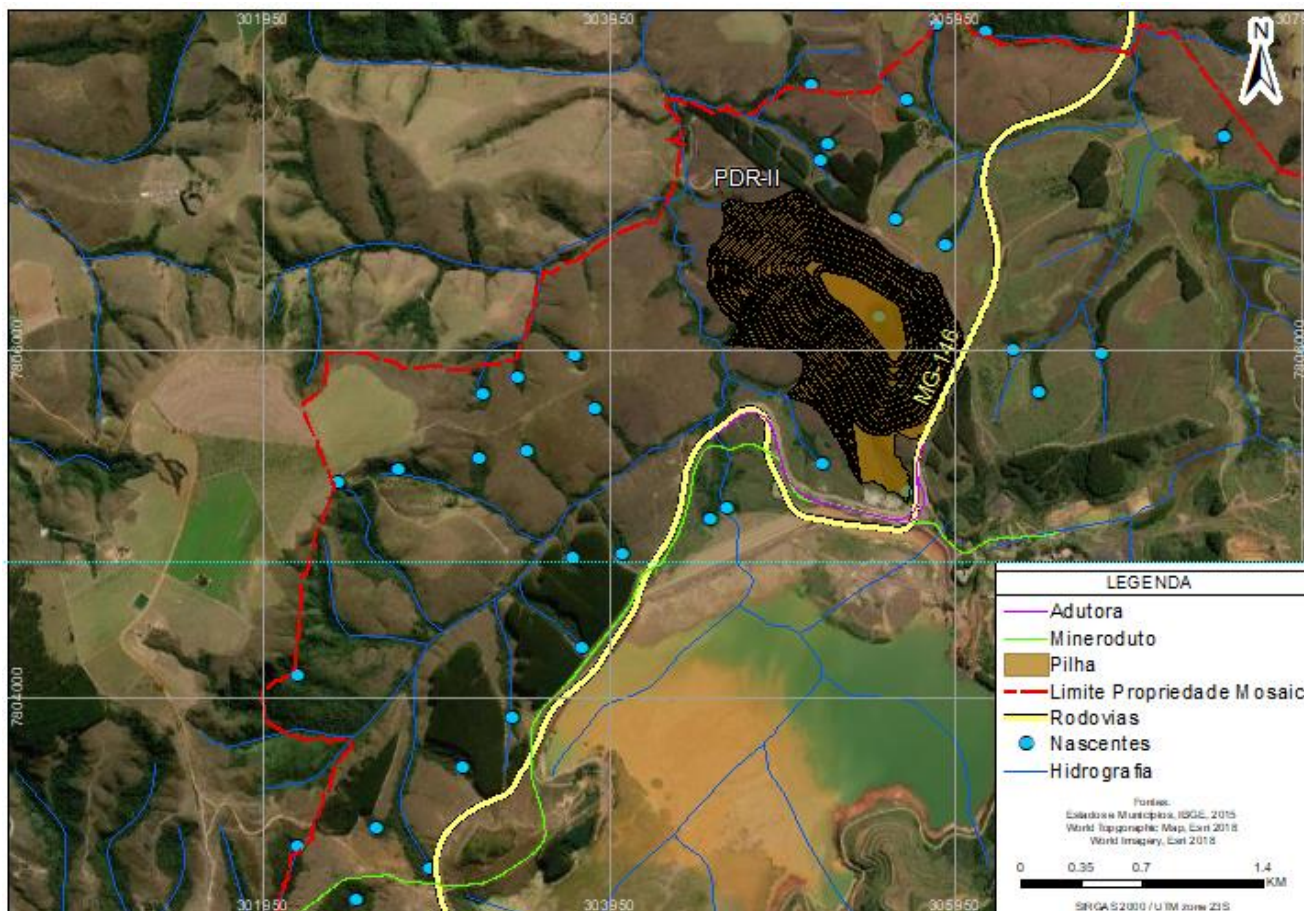 301950
303950
305950
N
PDR-II
7806000
7806000
MG-146
7804000
301950
303950
305950
LEGENDA
Adutora
Mineroduto
Pilha
Limite Propriedade Mosaic
Rodovias
Nascentes
Hidrografia
Fontes:
Estados e Municípios, IBGE, 2015
World Topographic Map, Esri 2018
World Imagery, Esri 2018
0 0.35 0.7 1.4
KM
SIRGAS 2000 / UTM zone 23S